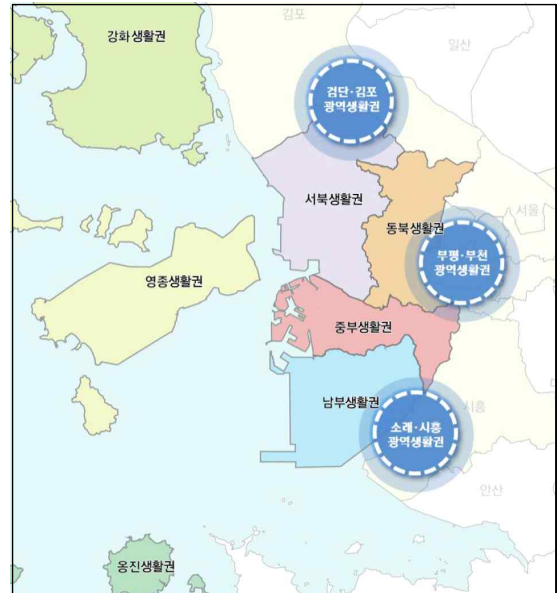 김포
강화생활권
일산
검단·김포
광역생활권
서북생활권
동북생활권
서울
부평·부천
광역생활권
영종생활권
중부생활권
남부생활권
시흥
소래·시흥
광역생활권
안산
옹진생활권